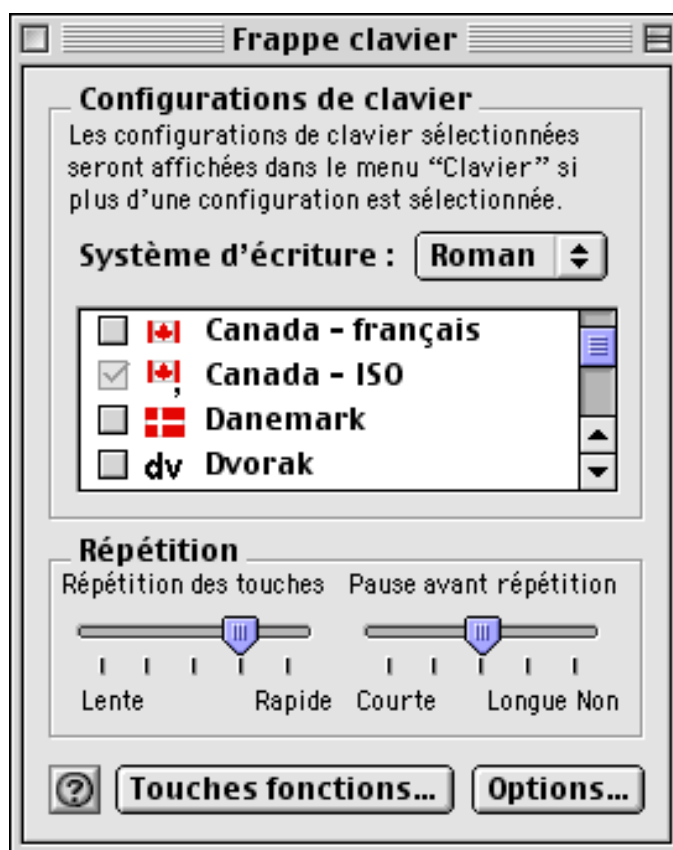 Frappe clavier
Configurations de clavier
Les configurations de clavier sélectionnées
seront affichées dans le menu “Clavier” si
plus d’une configuration est sélectionnée.
Système d’écriture : Roman
Canada – français
Canada – ISO
Danemark
dv Dvorak
Répétition
Répétition des touches Pause avant répétition
Lente Rapide Courte Longue Non
? Touches fonctions... Options...